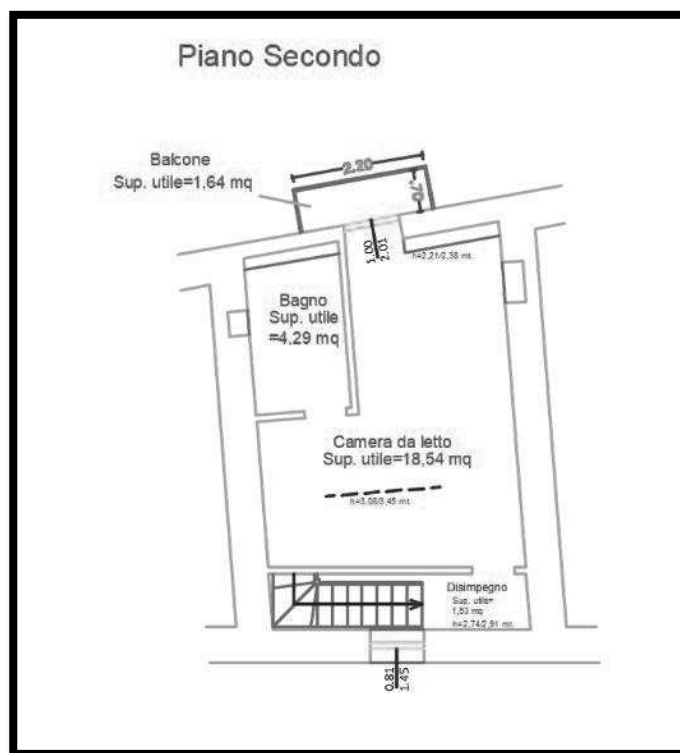 Piano Secondo
Balcone
Sup. utile=1,64 mq
2.20
.70
1.00
2.01
h=2,21/2,38 mt.
Bagno
Sup. utile
=4,29 mq
Camera da letto
Sup. utile=18,54 mq
h=3,08/3,45 mt.
Disimpegno
Sup. utile=
1,83 mq
h=2,74/2,91 mt.
0.81
1.45